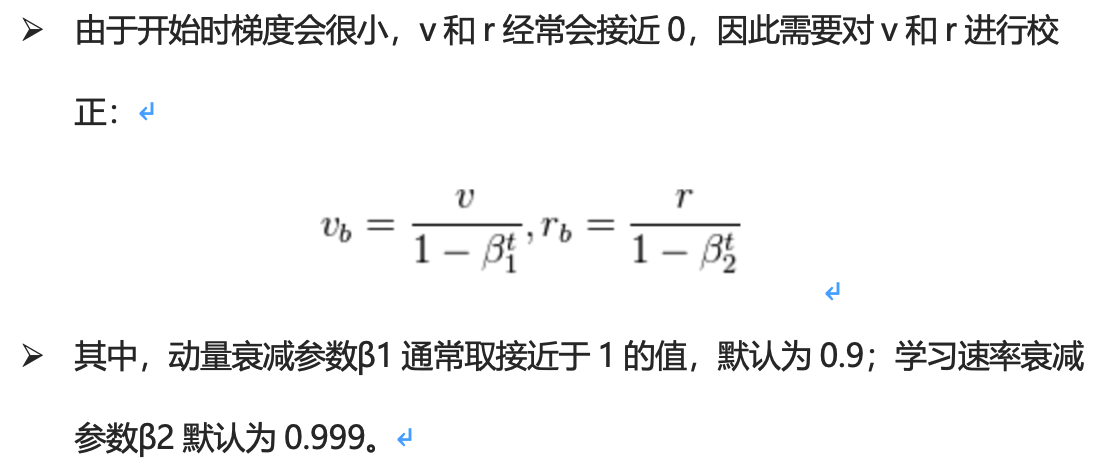 ➢ 由于开始时梯度会很小，v 和 r 经常会接近 0，因此需要对 v 和 r 进行校
正：↵
v_b = \frac{v}{1 - β_1^t}, r_b = \frac{r}{1 - β_2^t}
↵
➢ 其中，动量衰减参数β1 通常取接近于 1 的值，默认为 0.9；学习速率衰减
参数β2 默认为 0.999。↵